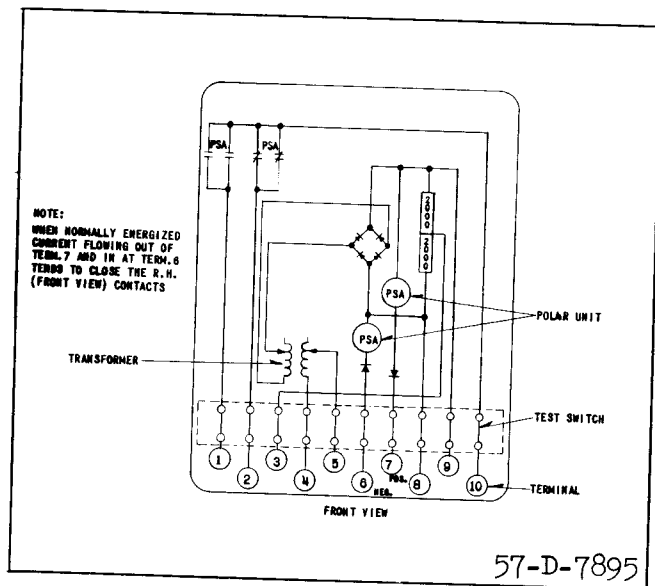 PSA
PSA
NOTE:
WHEN NORMALLY ENERGIZED
CURRENT FLOWING OUT OF
TERM.7 AND IN AT TERM.6
TENDS TO CLOSE THE R.H.
(FRONT VIEW) CONTACTS
2000
2000
PSA
PSA
POLAR UNIT
TRANSFORMER
TEST SWITCH
1
2
3
4
5
6
7
8
9
10
NEG.
POS.
TERMINAL
FRONT VIEW
57-D-7895